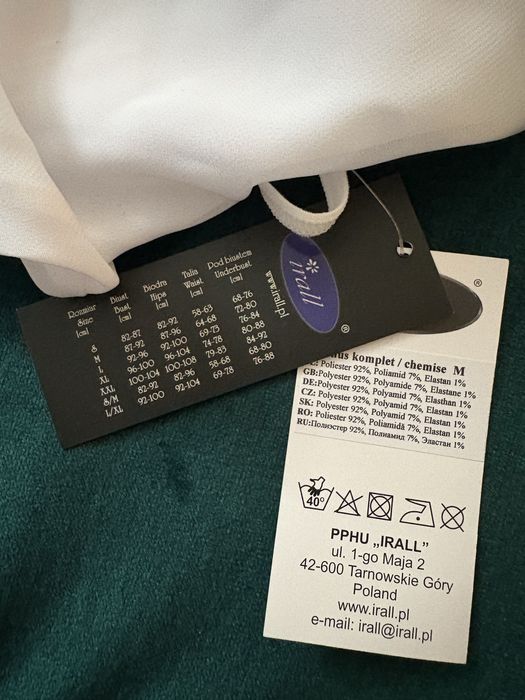 Rozmiar Biust Biodra Talia Pod biustem
Size Bust Hips Waist Underbust
[cm] [cm] [cm] [cm] [cm]
S 82-87 82-92 58-63 68-76
M 87-92 87-96 64-68 72-80
L 92-96 92-100 69-73 76-84
XL 96-100 96-104 74-78 80-88
XXL 100-104 100-108 79-83 84-92
S/M 82-92 82-96 58-68 68-80
L/XL 92-100 92-104 69-78 76-88
www.irall.pl
irall
®
®
komplet / chemise M
Poliester 92%, Poliamid 7%, Elastan 1%
GB: Polyester 92%, Polyamide 7%, Elastane 1%
DE: Polyester 92%, Polyamid 7%, Elasthan 1%
CZ: Polyester 92%, Polyamid 7%, Elastan 1%
SK: Polyester 92%, Polyamid 7%, Elastan 1%
RO: Poliester 92%, Poliamidă 7%, Elastan 1%
RU: Полиэстер 92%, Полиамид 7%, Эластан 1%
40°
PPHU „IRALL”
ul. 1-go Maja 2
42-600 Tarnowskie Góry
Poland
www.irall.pl
e-mail: irall@irall.pl